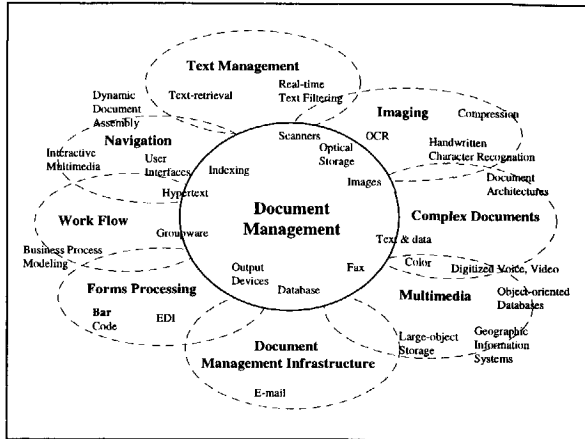 Text Management
Dynamic
Document
Assembly
Text-retrieval
Real-time
Text Filtering
Imaging
Compression
Navigation
Scanners
Optical
Storage
OCR
Handwritten
Character Recognation
Interactive
Multimedia
User
Interfaces
Indexing
Images
Document
Architectures
Hypertext
Work Flow
Document
Management
Complex Documents
Groupware
Text & data
Business Process
Modeling
Output
Devices
Database
Fax
Color
Digitized Voice, Video
Forms Processing
Multimedia
Object-oriented
Databases
Bar
Code
EDI
Document
Management Infrastructure
Large-object
Storage
Geographic
Information
Systems
E-mail